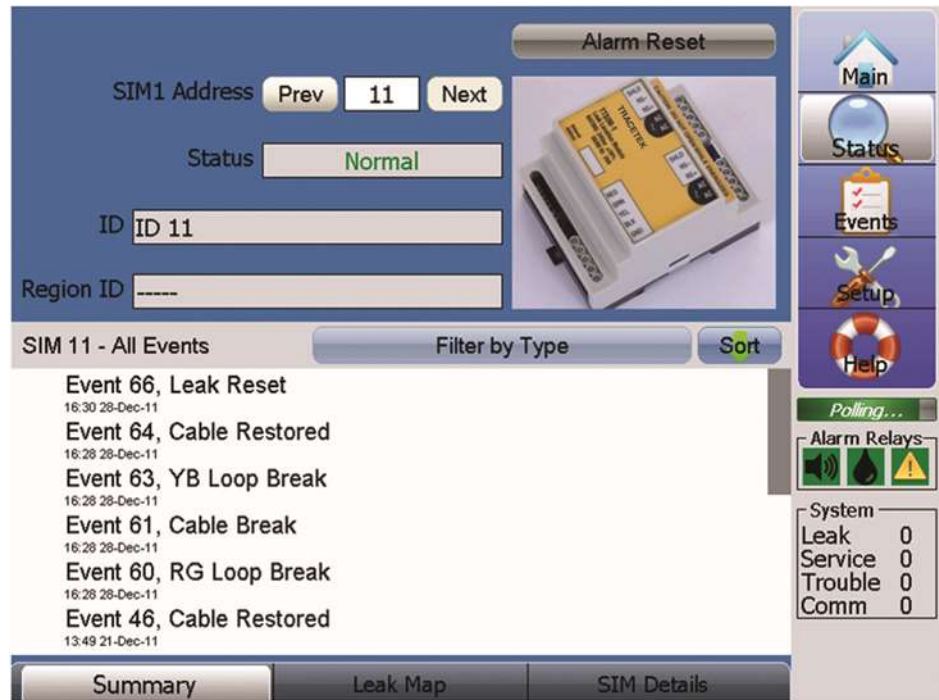 Alarm Reset
SIM1 Address Prev 11 Next
Status Normal
ID ID 11
Region ID -----
TRACETEK
SIM 11 - All Events Filter by Type Sort
Event 66, Leak Reset
16:30 28-Dec-11
Event 64, Cable Restored
16:28 28-Dec-11
Event 63, YB Loop Break
16:28 28-Dec-11
Event 61, Cable Break
16:28 28-Dec-11
Event 60, RG Loop Break
16:28 28-Dec-11
Event 46, Cable Restored
13:49 21-Dec-11
Summary Leak Map SIM Details
Main
Status
Events
Setup
Help
Polling...
Alarm Relays
System
Leak 0
Service 0
Trouble 0
Comm 0